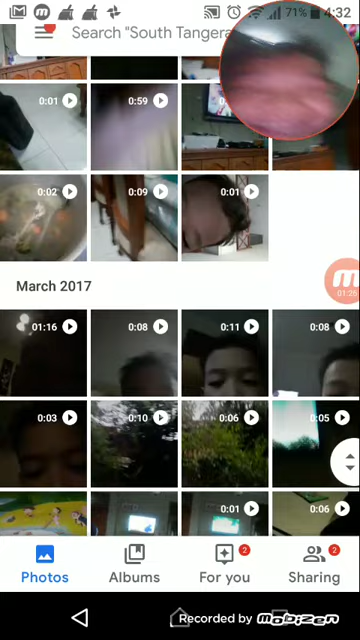 71% 4:32
Search "South Tangera
0:01 0:59
0:02 0:09 0:01
01:26
March 2017
01:16 0:08 0:11 0:08
0:03 0:10 0:06 0:05
0:01 0:06
2 2
Photos Albums For you Sharing
Recorded by mobizen